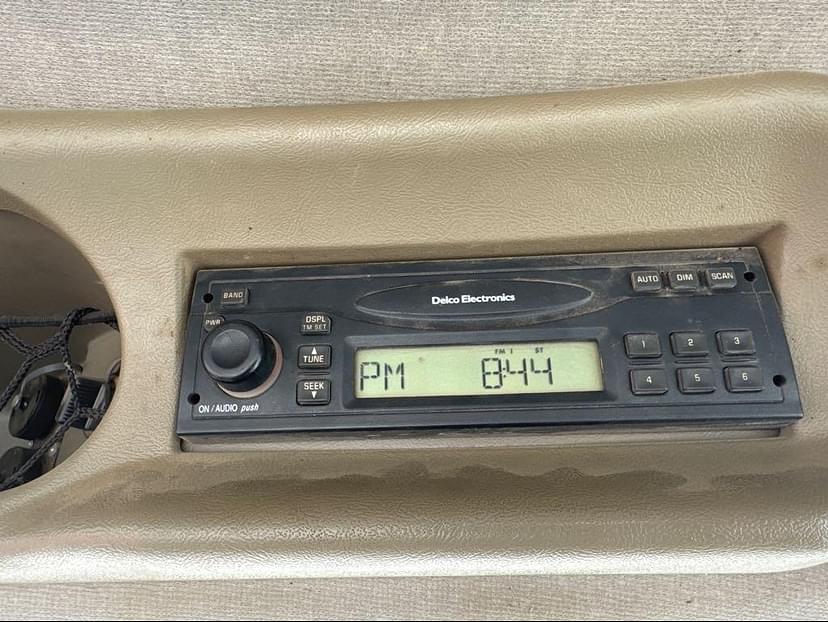 BAND
Delco Electronics
AUTO DIM SCAN
PWR
DSPL
TM SET
▲
TUNE
SEEK
▼
FM 1 ST
PM 8:44
1 2 3
4 5 6
ON / AUDIO push